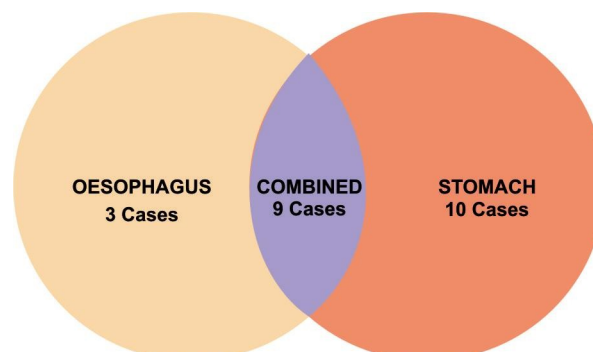 OESOPHAGUS
3 Cases
COMBINED
9 Cases
STOMACH
10 Cases